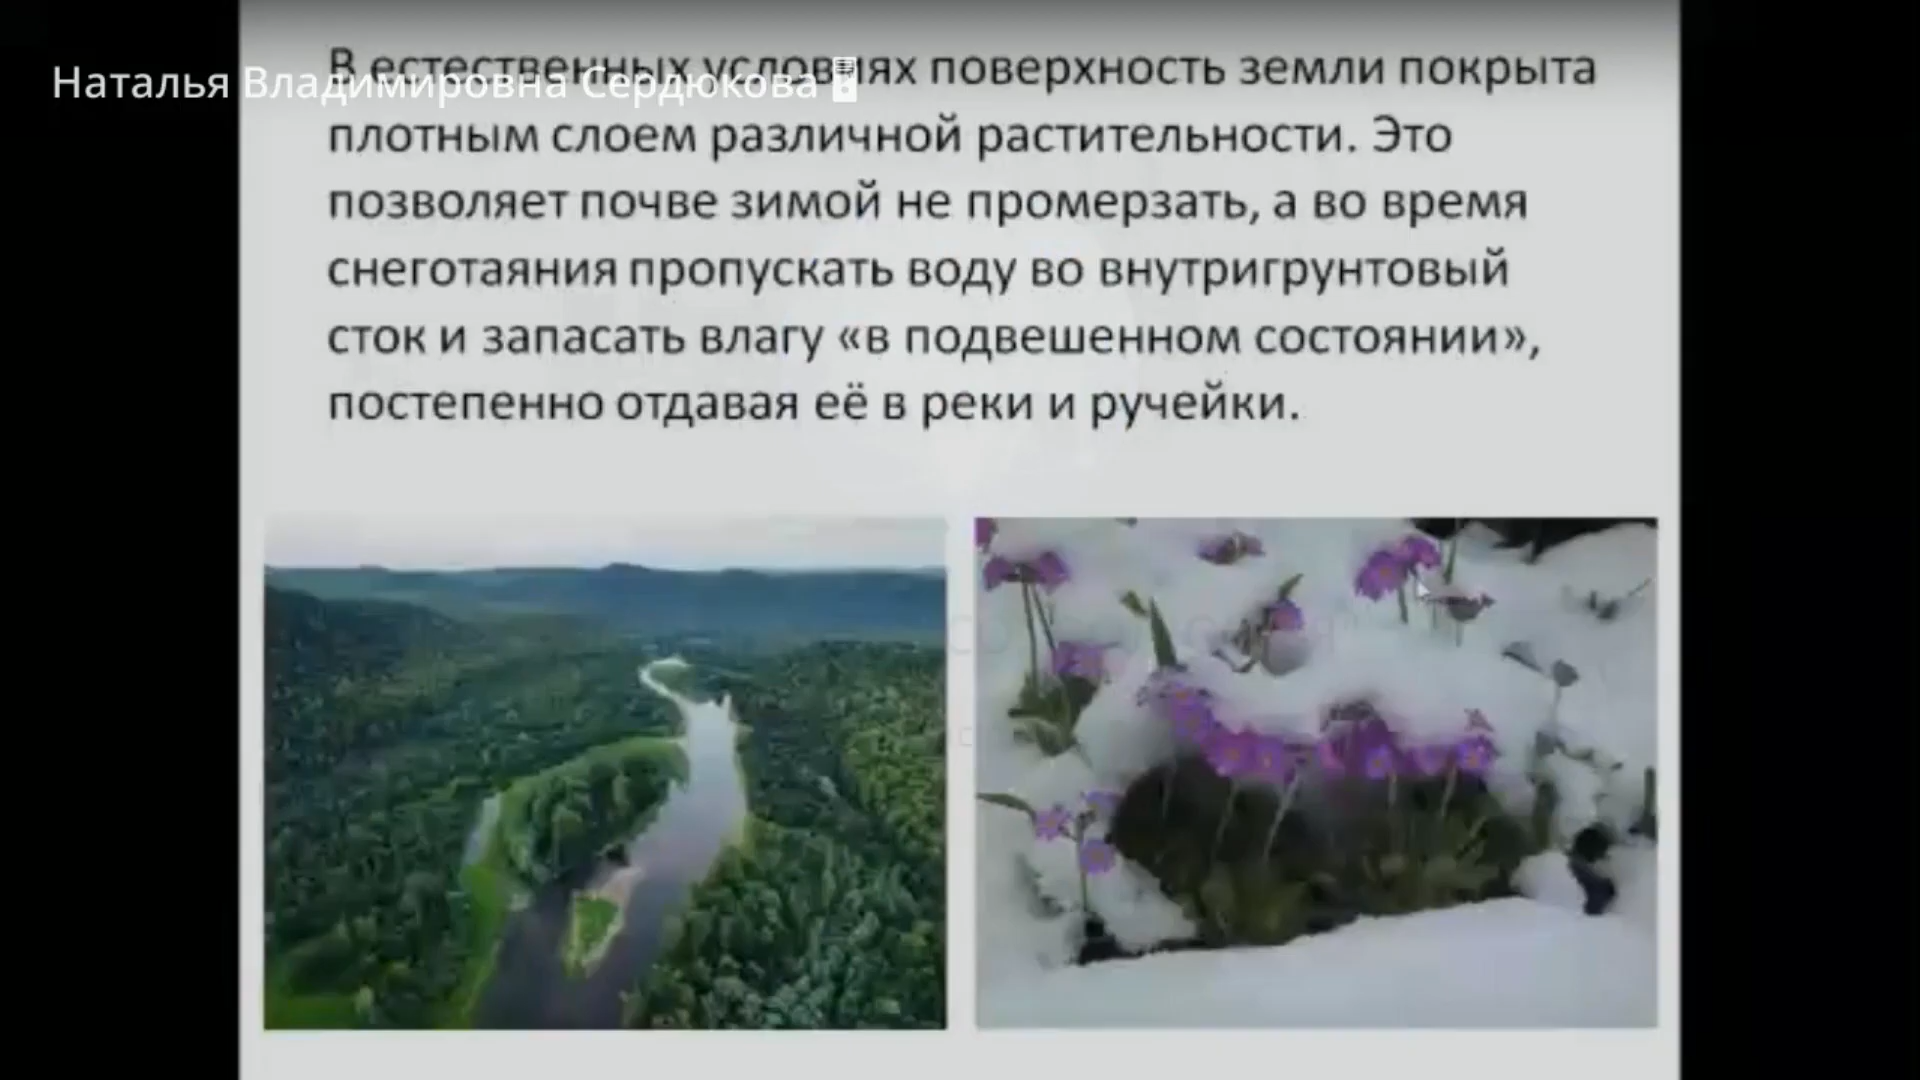 Наталья Владимировна Сердюкова
В естественных условиях поверхность земли покрыта
плотным слоем различной растительности. Это
позволяет почве зимой не промерзать, а во время
снеготаяния пропускать воду во внутригрунтовый
сток и запасать влагу «в подвешенном состоянии»,
постепенно отдавая её в реки и ручейки.